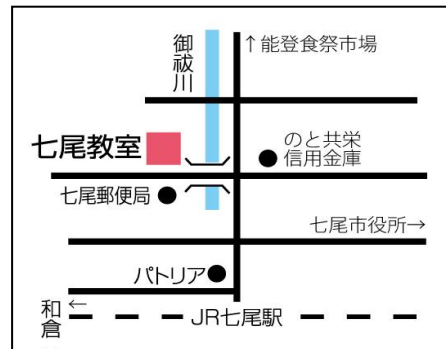 御祓川
↑能登食祭市場
七尾教室
のと共栄
信用金庫
七尾郵便局
七尾市役所→
パトリア
和倉
←
JR七尾駅